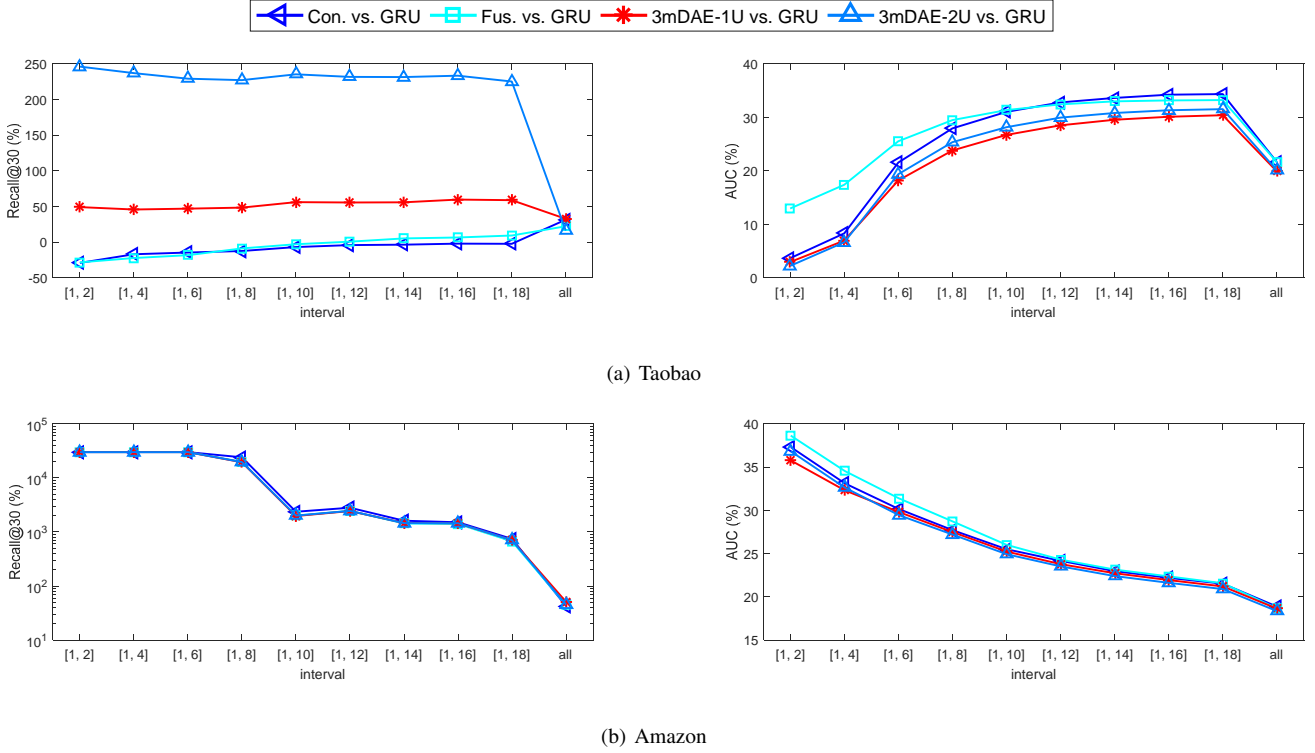 Con. vs. GRU Fus. vs. GRU 3mDAE-1U vs. GRU 3mDAE-2U vs. GRU
Recall@30 (%)
250
200
150
100
50
0
-50
[1, 2] [1, 4] [1, 6] [1, 8] [1, 10] [1, 12] [1, 14] [1, 16] [1, 18] all
interval
AUC (%)
40
30
20
10
0
[1, 2] [1, 4] [1, 6] [1, 8] [1, 10] [1, 12] [1, 14] [1, 16] [1, 18] all
interval
(a) Taobao
Recall@30 (%)
10^5
10^4
10^3
10^2
10^1
[1, 2] [1, 4] [1, 6] [1, 8] [1, 10] [1, 12] [1, 14] [1, 16] [1, 18] all
interval
AUC (%)
40
35
30
25
20
15
[1, 2] [1, 4] [1, 6] [1, 8] [1, 10] [1, 12] [1, 14] [1, 16] [1, 18] all
interval
(b) Amazon